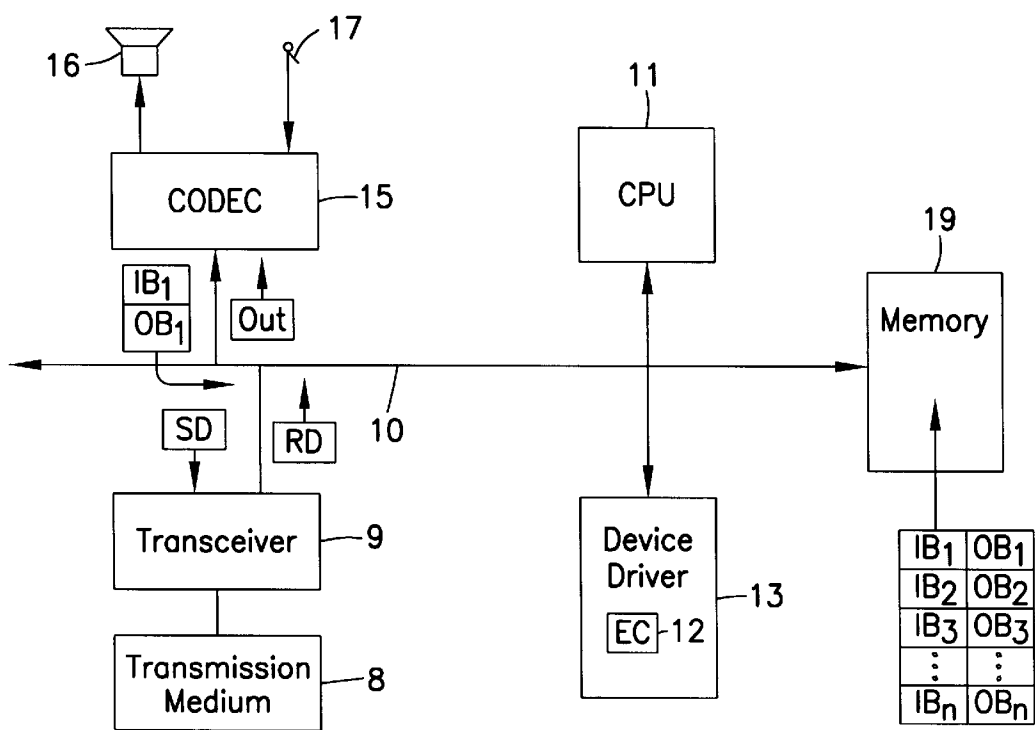 16
17
11
CODEC
15
CPU
19
IB1
OB1
Out
Memory
10
SD
RD
Transceiver
9
Device
Driver
EC
12
13
Transmission
Medium
8
IB1 OB1
IB2 OB2
IB3 OB3
⋮ ⋮
IBn OBn